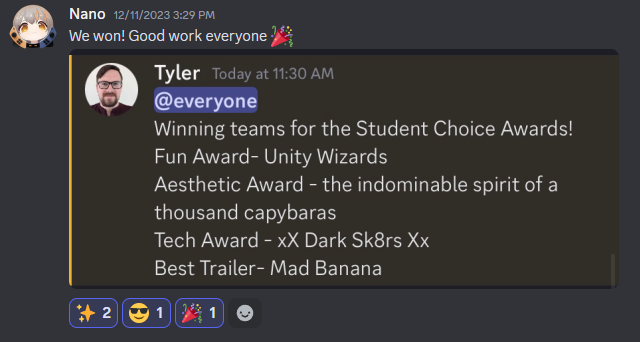 Nano 12/11/2023 3:29 PM
We won! Good work everyone 🎉
Tyler Today at 11:30 AM
@everyone
Winning teams for the Student Choice Awards!
Fun Award- Unity Wizards
Aesthetic Award - the indominable spirit of a
thousand capybaras
Tech Award - xX Dark Sk8rs Xx
Best Trailer- Mad Banana
✨ 2 😎 1 🎉 1